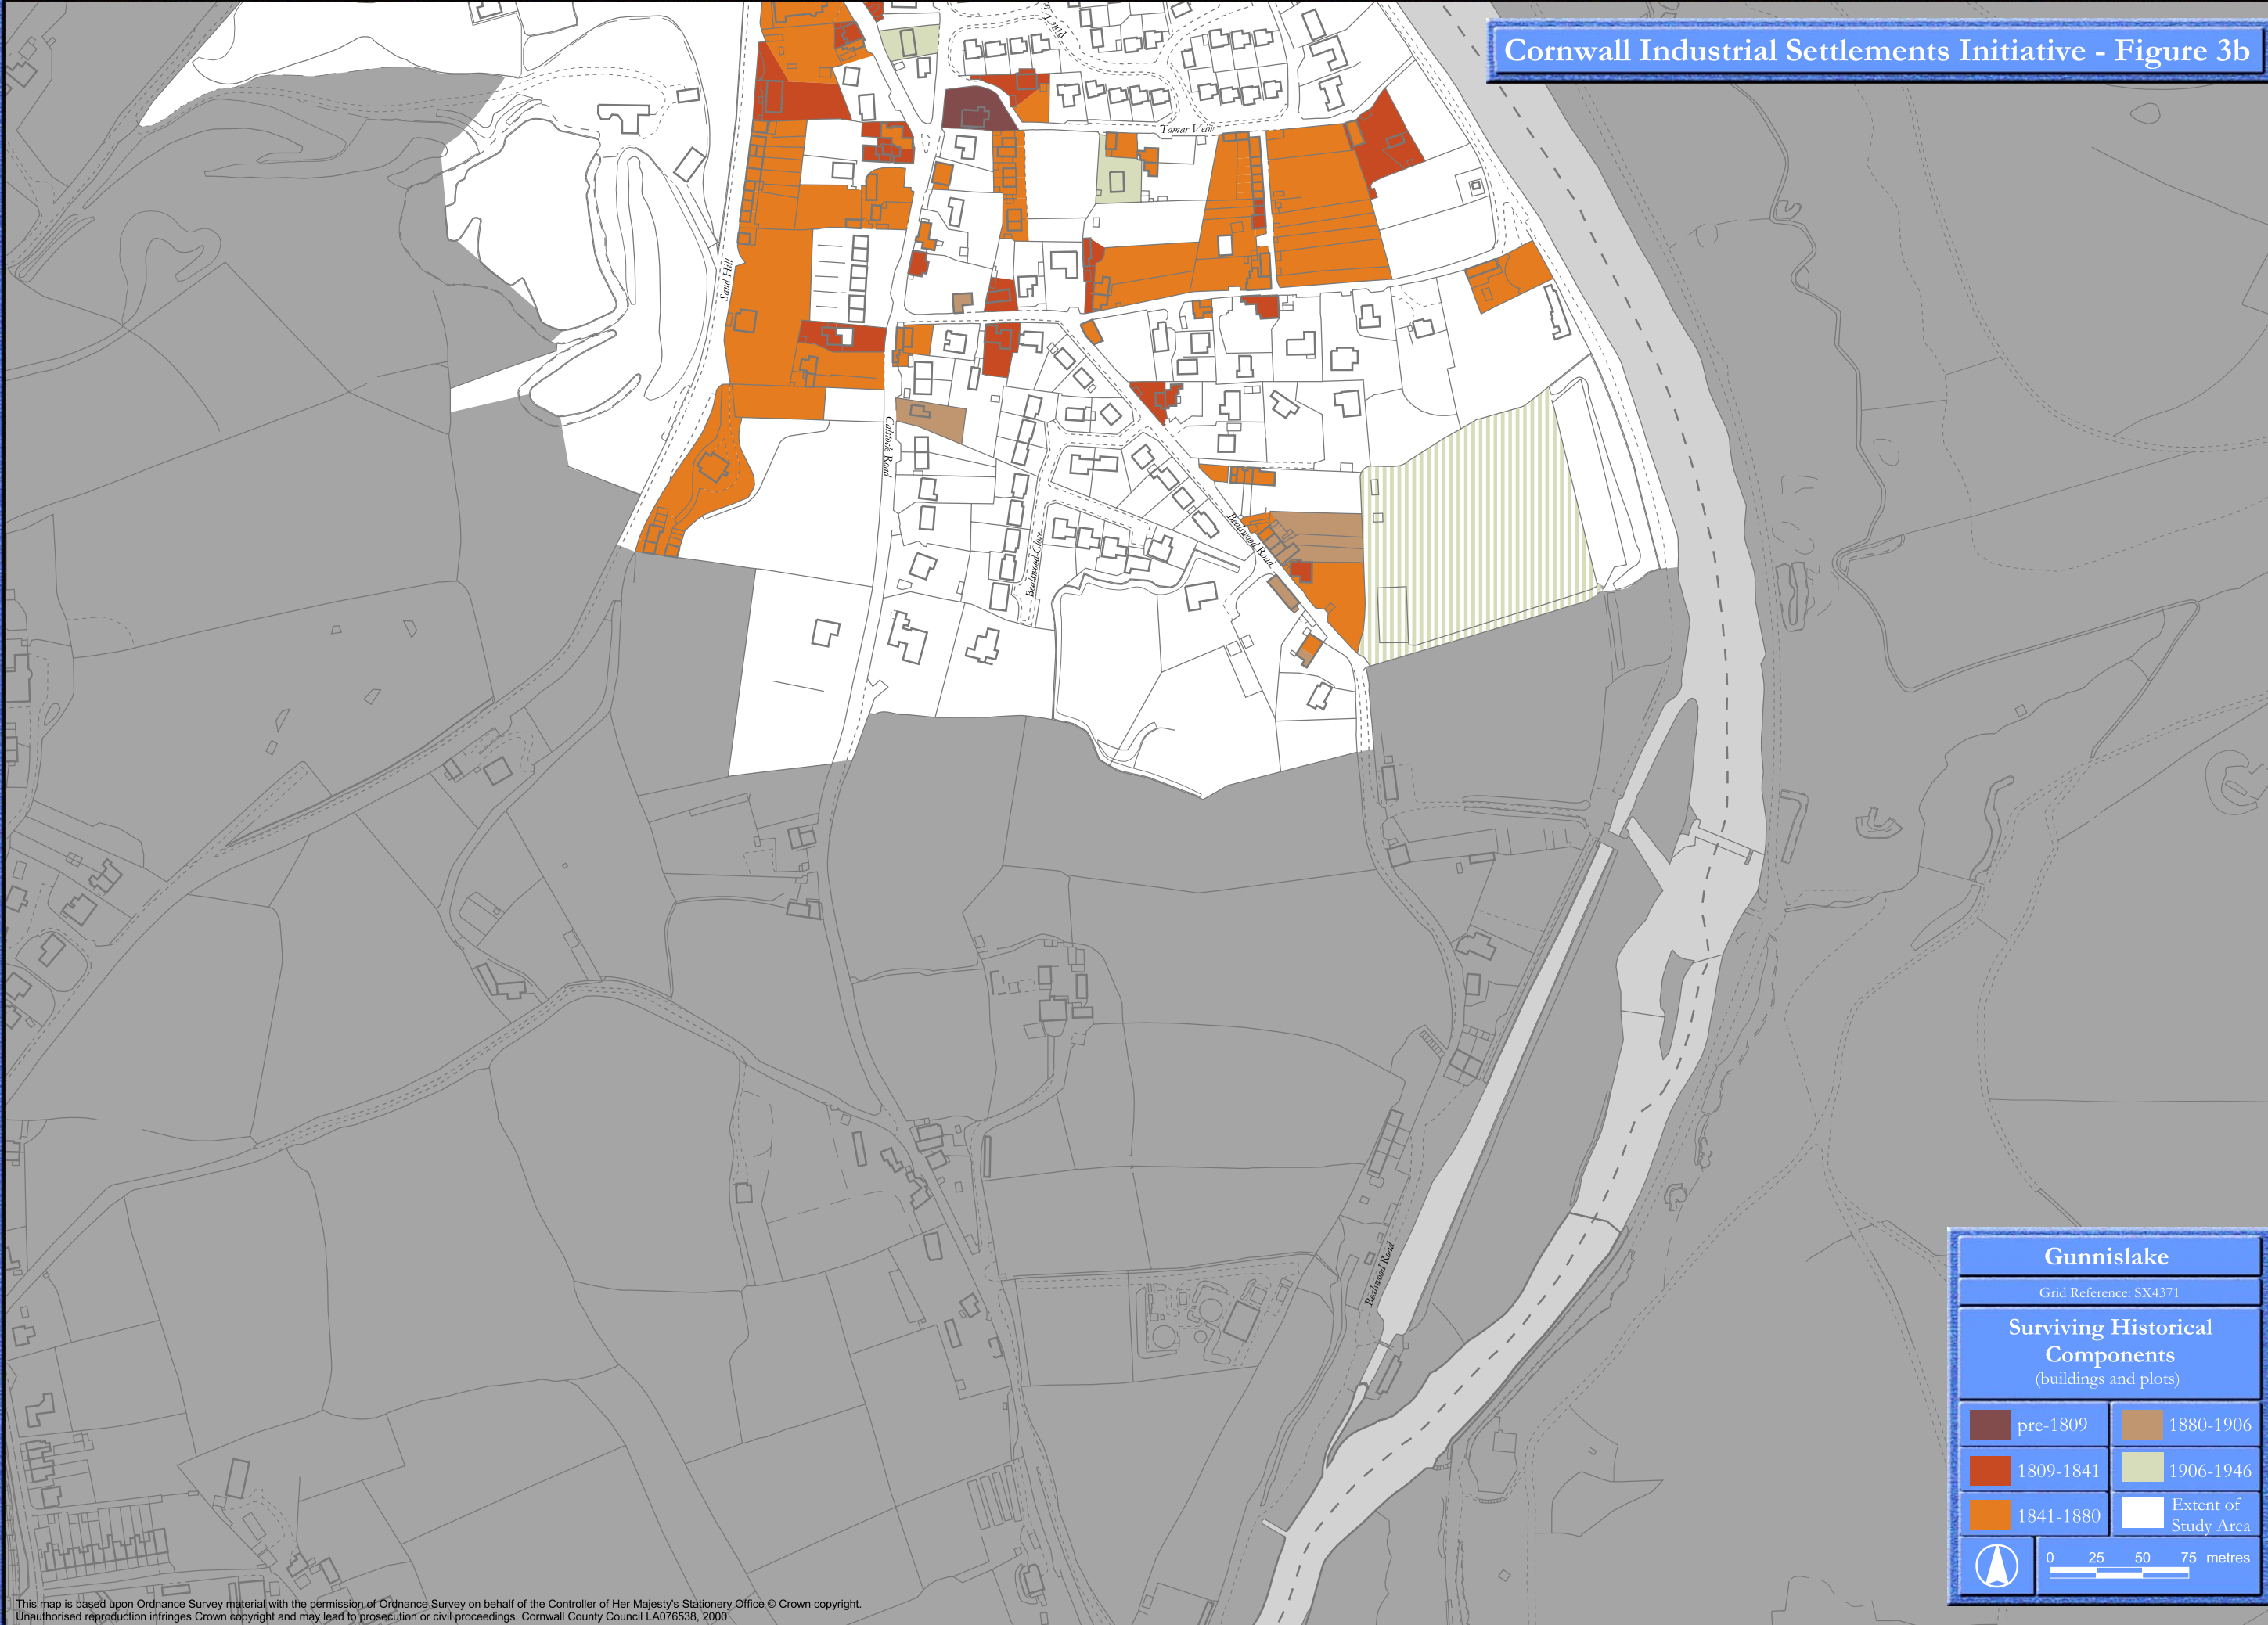 Cornwall Industrial Settlements Initiative - Figure 3b
Tamar Veiw
Sand Hill
Calstock Road
Bealswood Close
Bealswood Road
Bealswood Road
Gunnislake
Grid Reference: SX4371
Surviving Historical
Components
(buildings and plots)
pre-1809
1880-1906
1809-1841
1906-1946
1841-1880
Extent of
Study Area
0 25 50 75 metres
This map is based upon Ordnance Survey material with the permission of Ordnance Survey on behalf of the Controller of Her Majesty's Stationery Office © Crown copyright.
Unauthorised reproduction infringes Crown copyright and may lead to prosecution or civil proceedings. Cornwall County Council LA076538, 2000